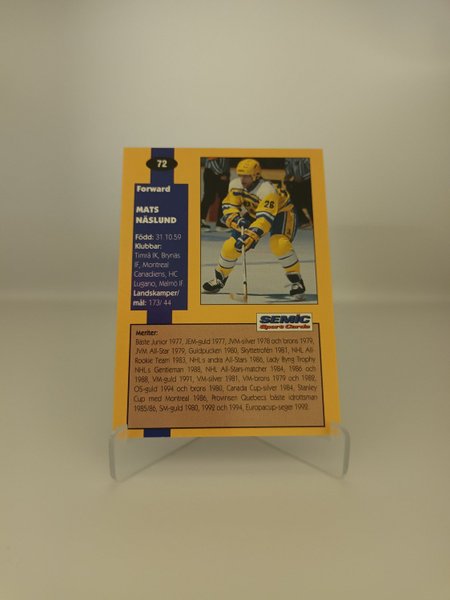 72
Forward
MATS
NÄSLUND
Född: 31 10.59
Klubbar:
Timrå IK, Brynäs
IF, Montreal
Canadiens, HC
Lugano, Malmö IF
Landskamper/
mål: 173/ 44
26
SEMIC
Sport Cards
Meriter:
Bäste Junior 1977, JEM-guld 1977, JVM-silver 1978 och brons 1979,
JVM All-Star 1979, Guldpucken 1980, Skyttetrofén 1981, NHL All-
Rookie Team 1983, NHL:s andra All-Stars 1986, Lady Byng Trophy
NHL:s Gentleman 1988, NHL All-Stars-matcher 1984, 1986 och
1988, VM-guld 1991, VM-silver 1981, VM-brons 1979 och 1982,
OS-guld 1994 och brons 1980, Canada Cup-silver 1984, Stanley
Cup med Montreal 1986, Provinsen Quebecs bäste idrottsman
1985/86, SM-guld 1980, 1992 och 1994, Europacup-seger 1992.